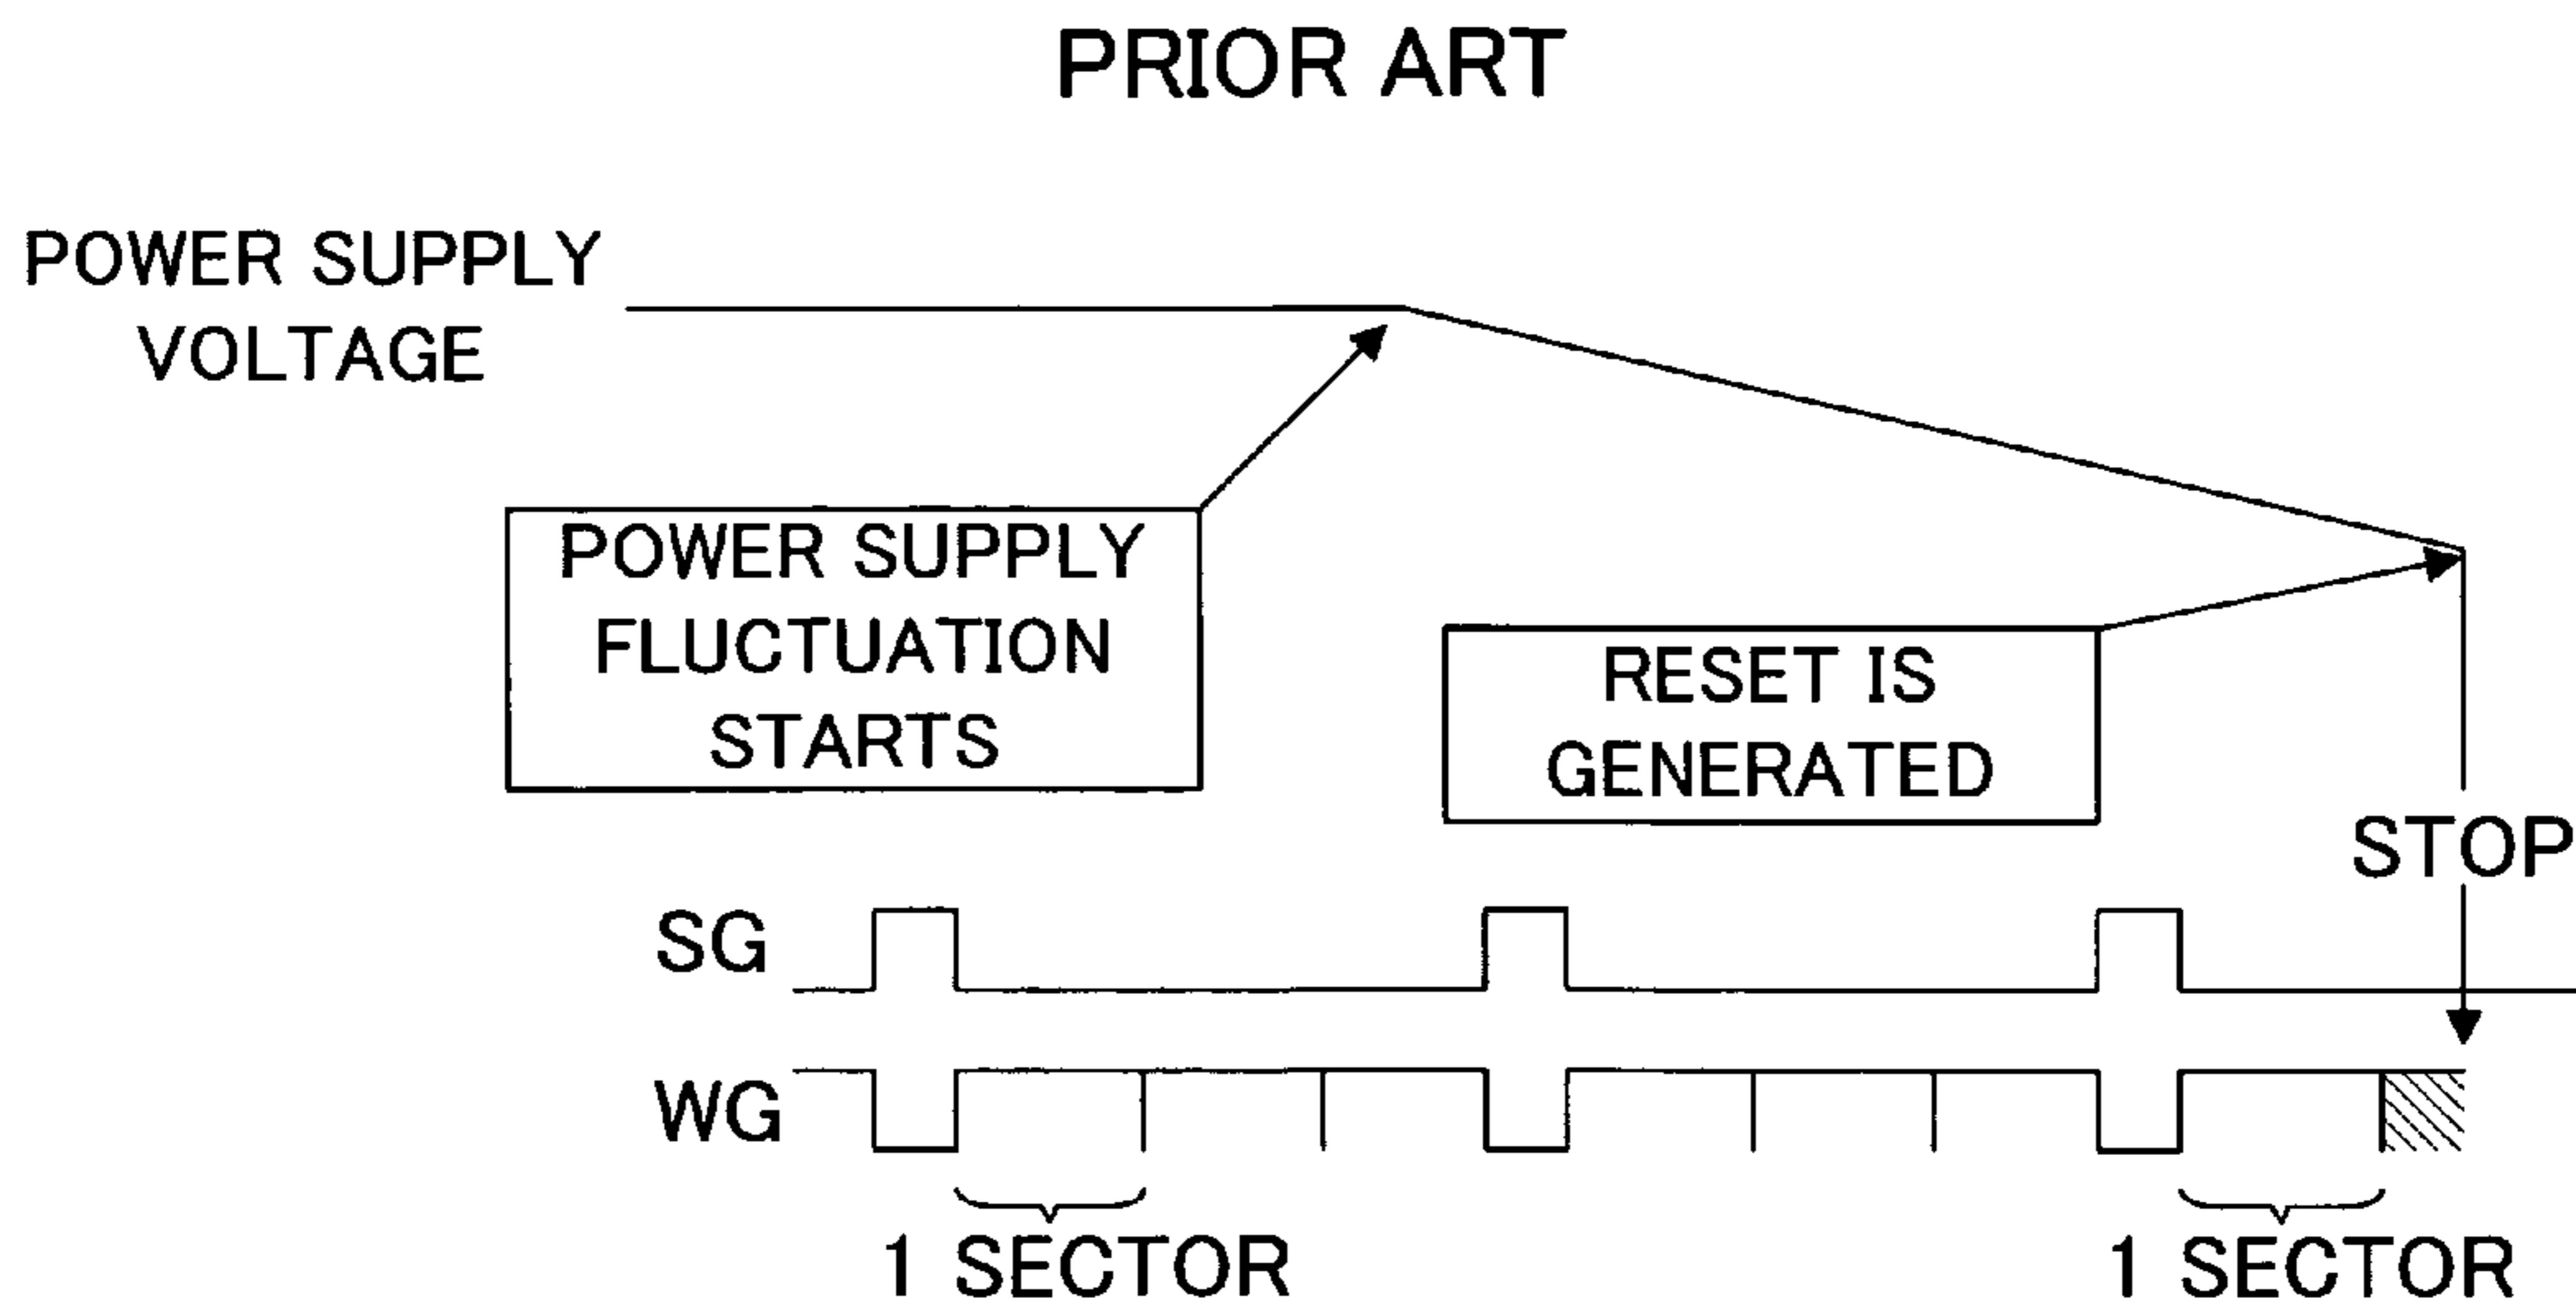 PRIOR ART
POWER SUPPLY
VOLTAGE
POWER SUPPLY
FLUCTUATION
STARTS
RESET IS
GENERATED
STOP
SG
WG
1 SECTOR
1 SECTOR